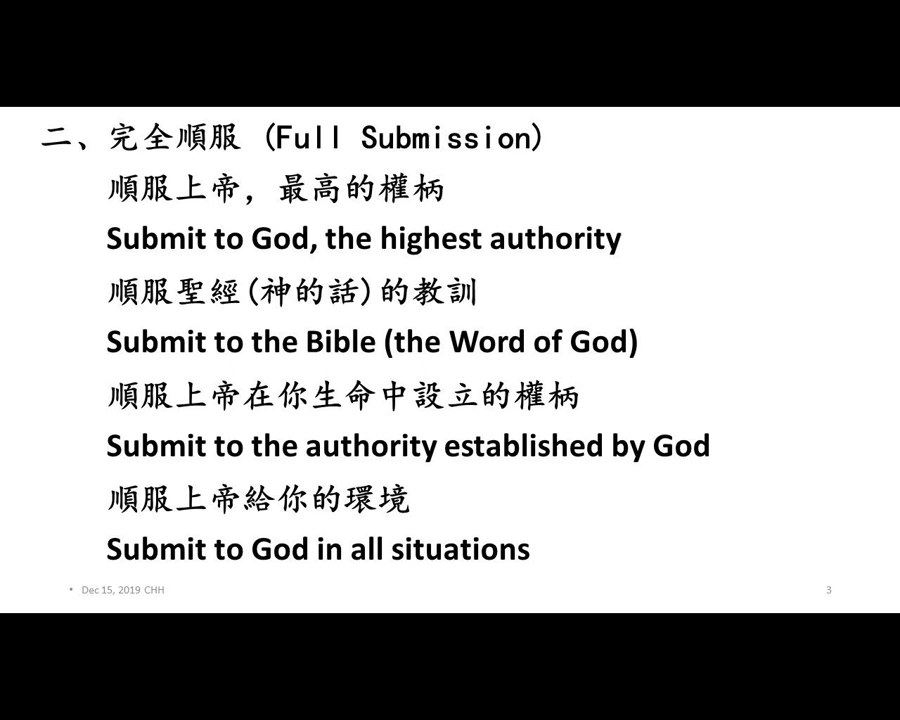 二、完全順服 (Full Submission)
順服上帝, 最高的權柄
Submit to God, the highest authority
順服聖經(神的話)的教訓
Submit to the Bible (the Word of God)
順服上帝在你生命中設立的權柄
Submit to the authority established by God
順服上帝給你的環境
Submit to God in all situations
• Dec 15, 2019 CHH
3